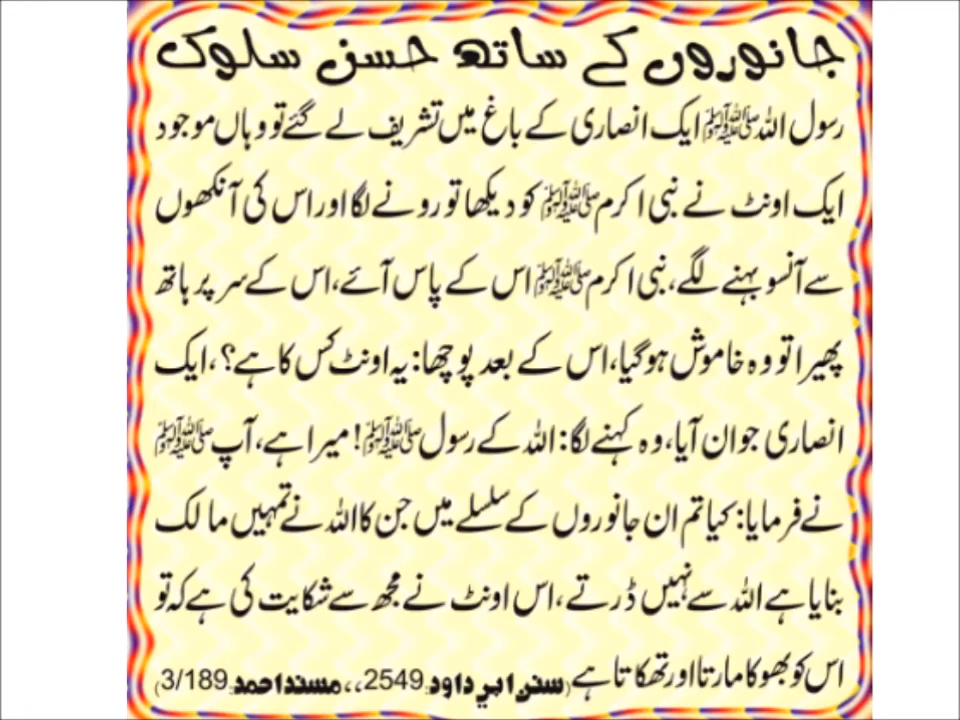 جانوروں کے ساتھ حسن سلوک
رسول اللہ ﷺ ایک انصاری کے باغ میں تشریف لے گئے تو وہاں موجود
ایک اونٹ نے نبی اکرم ﷺ کو دیکھا تو رونے لگا اور اس کی آنکھوں
سے آنسو بہنے لگے، نبی اکرم ﷺ اس کے پاس آئے، اس کے سر پر ہاتھ
پھیرا تو وہ خاموش ہوگیا، اس کے بعد پوچھا: یہ اونٹ کس کا ہے؟، ایک
انصاری جوان آیا، وہ کہنے لگا: اللہ کے رسول ﷺ! میرا ہے، آپ ﷺ
نے فرمایا: کیا تم ان جانوروں کے سلسلے میں جن کا اللہ نے تمہیں مالک
بنایا ہے اللہ سے نہیں ڈرتے، اس اونٹ نے مجھ سے شکایت کی ہے کہ تو
اس کو بھوکا مارتا اور تھکاتا ہے (سنن ابي داود: 2549،، مسند احمد: 3/189)